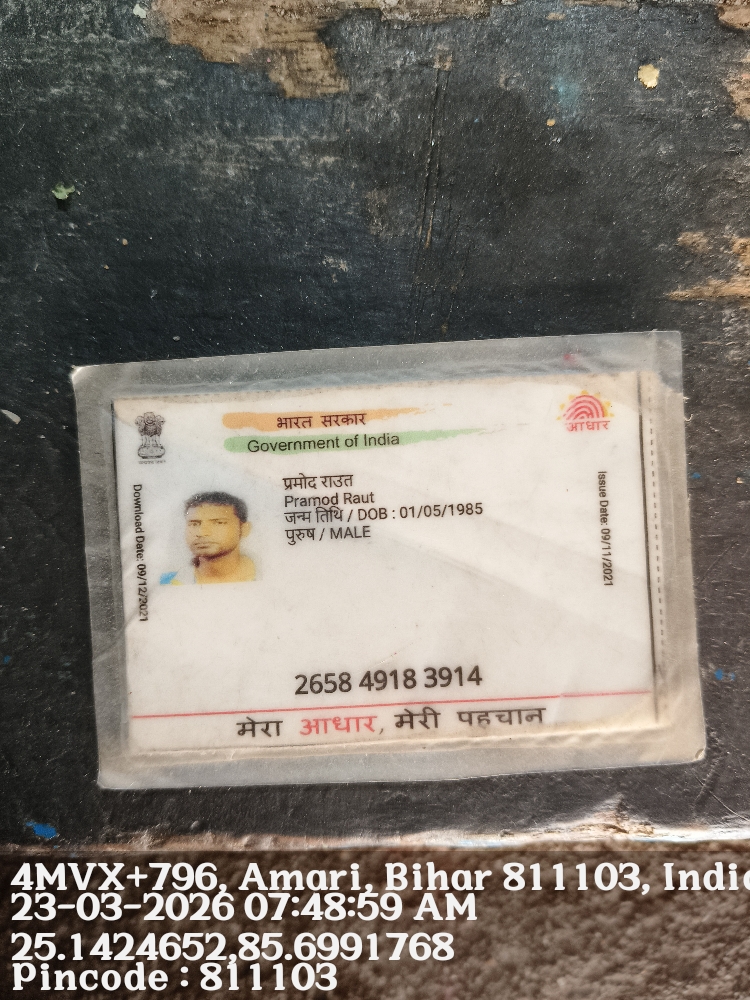 भारत सरकार
Government of India
आधार
प्रमोद राउत
Pramod Raut
जन्म तिथि / DOB : 01/05/1985
पुरुष / MALE
Download Date: 09/12/2021
Issue Date: 09/11/2021
2658 4918 3914
मेरा आधार, मेरी पहचान
4MVX+796, Amari, Bihar 811103, India
23-03-2026 07:48:59 AM
25.1424652,85.6991768
Pincode : 811103